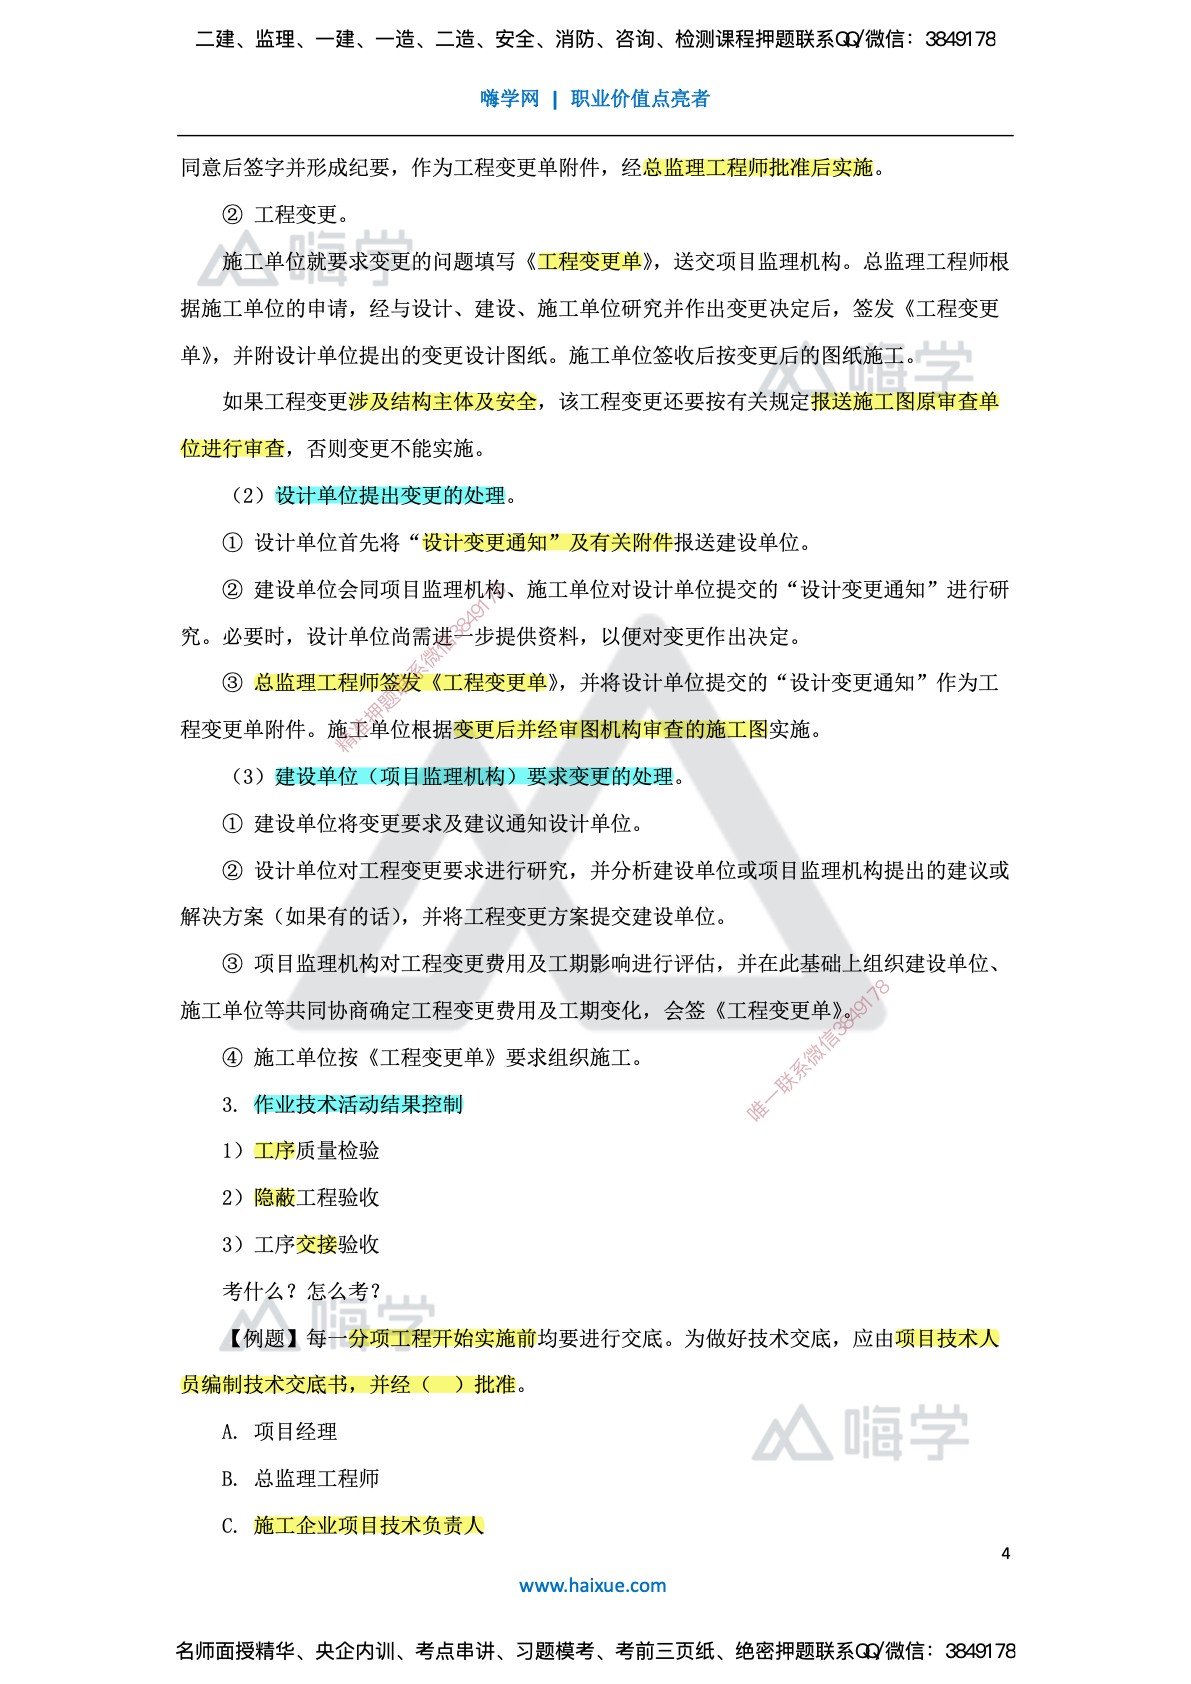 二建、监理、一建、一造、二造、安全、消防、咨询、检测课程押题联系QQ/微信：3849178
嗨学网 | 职业价值点亮者
同意后签字并形成纪要，作为工程变更单附件，经总监理工程师批准后实施。
② 工程变更。
嗨学
施工单位就要求变更的问题填写《工程变更单》，送交项目监理机构。总监理工程师根
据施工单位的申请，经与设计、建设、施工单位研究并作出变更决定后，签发《工程变更
单》，并附设计单位提出的变更设计图纸。施工单位签收后按变更后的图纸施工。
嗨学
如果工程变更涉及结构主体及安全，该工程变更还要按有关规定报送施工图原审查单
位进行审查，否则变更不能实施。
（2）设计单位提出变更的处理。
① 设计单位首先将“设计变更通知”及有关附件报送建设单位。
② 建设单位会同项目监理机构、施工单位对设计单位提交的“设计变更通知”进行研
究。必要时，设计单位尚需进一步提供资料，以便对变更作出决定。
③ 总监理工程师签发《工程变更单》，并将设计单位提交的“设计变更通知”作为工
程变更单附件。施工单位根据变更后并经审图机构审查的施工图实施。
精准押题联系微信3849178
（3）建设单位（项目监理机构）要求变更的处理。
① 建设单位将变更要求及建议通知设计单位。
② 设计单位对工程变更要求进行研究，并分析建设单位或项目监理机构提出的建议或
解决方案（如果有的话），并将工程变更方案提交建设单位。
③ 项目监理机构对工程变更费用及工期影响进行评估，并在此基础上组织建设单位、
施工单位等共同协商确定工程变更费用及工期变化，会签《工程变更单》。
④ 施工单位按《工程变更单》要求组织施工。
唯一联系微信3849178
3. 作业技术活动结果控制
1）工序质量检验
2）隐蔽工程验收
3）工序交接验收
考什么？怎么考？
嗨学
【例题】每一分项工程开始实施前均要进行交底。为做好技术交底，应由项目技术人
员编制技术交底书，并经（ ）批准。
A. 项目经理
嗨学
B. 总监理工程师
C. 施工企业项目技术负责人
4
www.haixue.com
名师面授精华、央企内训、考点串讲、习题模考、考前三页纸、绝密押题联系QQ/微信：3849178